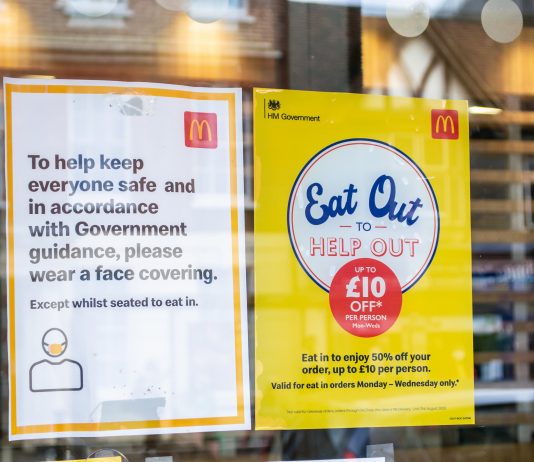 To help keep
everyone safe and
in accordance
with Government
guidance, please
wear a face covering.
Except whilst seated to eat in.
HM Government
Eat Out
TO
HELP OUT
UP TO
£10
OFF*
PER PERSON
Mon-Weds
Eat in to enjoy 50% off your
order, up to £10 per person.
Valid for eat in orders Monday – Wednesday only.*